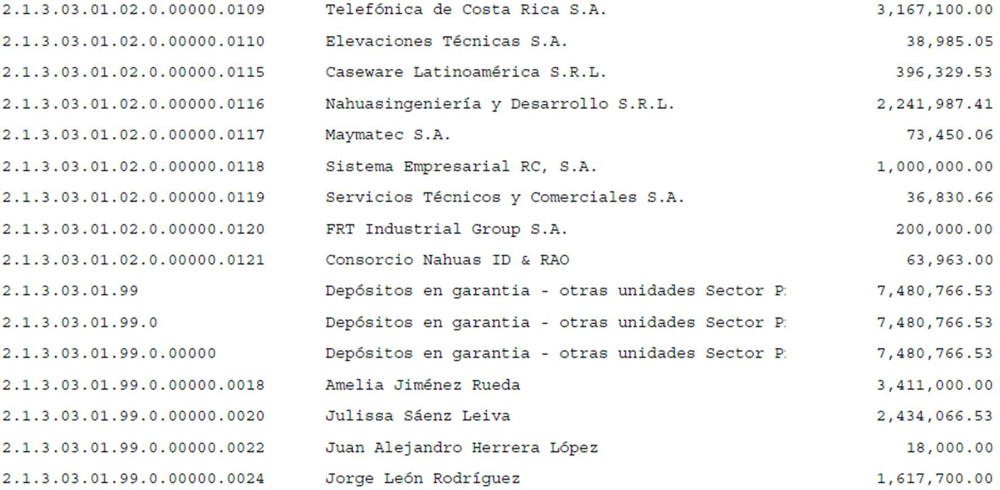 2.1.3.03.01.02.0.00000.0109 Telefónica de Costa Rica S.A. 3,167,100.00
2.1.3.03.01.02.0.00000.0110 Elevaciones Técnicas S.A. 38,985.05
2.1.3.03.01.02.0.00000.0115 Caseware Latinoamérica S.R.L. 396,329.53
2.1.3.03.01.02.0.00000.0116 Nahuasingeniería y Desarrollo S.R.L. 2,241,987.41
2.1.3.03.01.02.0.00000.0117 Maymatec S.A. 73,450.06
2.1.3.03.01.02.0.00000.0118 Sistema Empresarial RC, S.A. 1,000,000.00
2.1.3.03.01.02.0.00000.0119 Servicios Técnicos y Comerciales S.A. 36,830.66
2.1.3.03.01.02.0.00000.0120 FRT Industrial Group S.A. 200,000.00
2.1.3.03.01.02.0.00000.0121 Consorcio Nahuas ID & RAO 63,963.00
2.1.3.03.01.99 Depósitos en garantia - otras unidades Sector P 7,480,766.53
2.1.3.03.01.99.0 Depósitos en garantia - otras unidades Sector P 7,480,766.53
2.1.3.03.01.99.0.00000 Depósitos en garantia - otras unidades Sector P 7,480,766.53
2.1.3.03.01.99.0.00000.0018 Amelia Jiménez Rueda 3,411,000.00
2.1.3.03.01.99.0.00000.0020 Julissa Sáenz Leiva 2,434,066.53
2.1.3.03.01.99.0.00000.0022 Juan Alejandro Herrera López 18,000.00
2.1.3.03.01.99.0.00000.0024 Jorge León Rodríguez 1,617,700.00